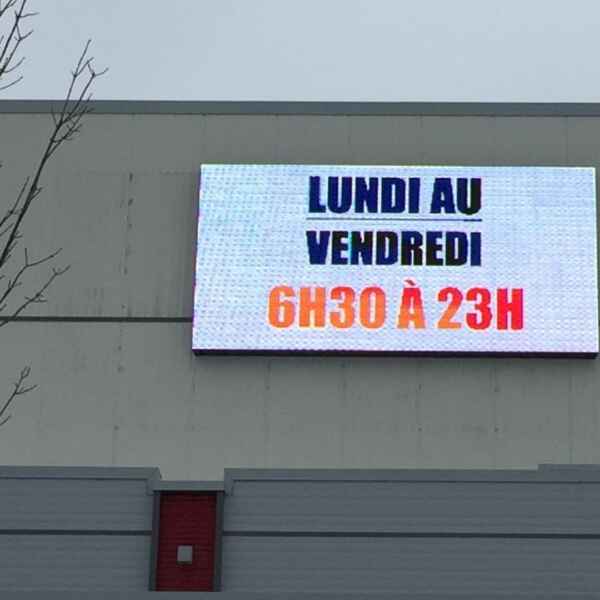 LUNDI AU
VENDREDI
6H30 À 23H